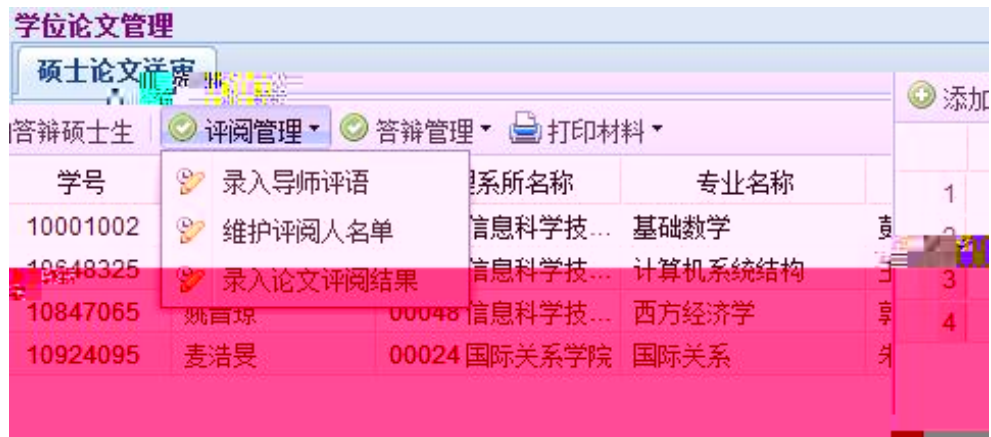 学位论文管理
硕士论文送审
答辩硕士生 评阅管理 答辩管理 打印材料 添加
学号 录入导师评语 系所名称 专业名称 1
10001002 维护评阅人名单 信息科学技... 基础数学
10648325 录入论文评阅结果 信息科学技... 计算机系统结构 3
10847065 00048 信息科学技... 西方经济学 4
10924095 麦洁旻 00024 国际关系学院 国际关系